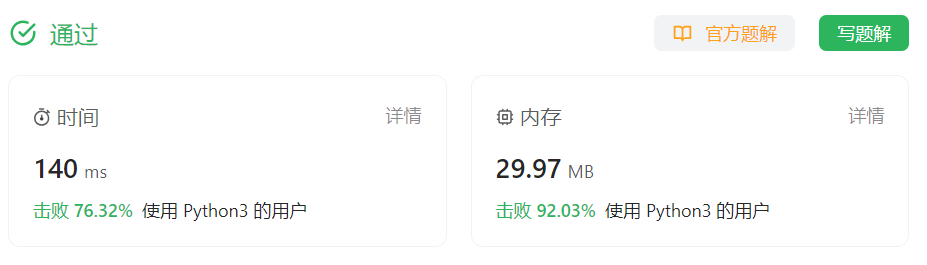 通过 官方题解 写题解
时间 详情 内存 详情
140 ms 29.97 MB
击败 76.32% 使用 Python3 的用户 击败 92.03% 使用 Python3 的用户